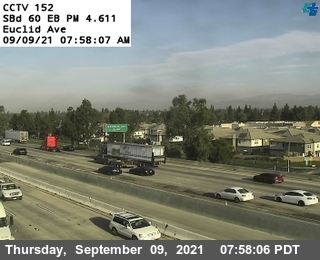 CCTV 152
SBd 60 EB PM 4.611
Euclid Ave
09/09/21 07:58:07 AM
Thursday, September 09, 2021 07:58:06 PDT